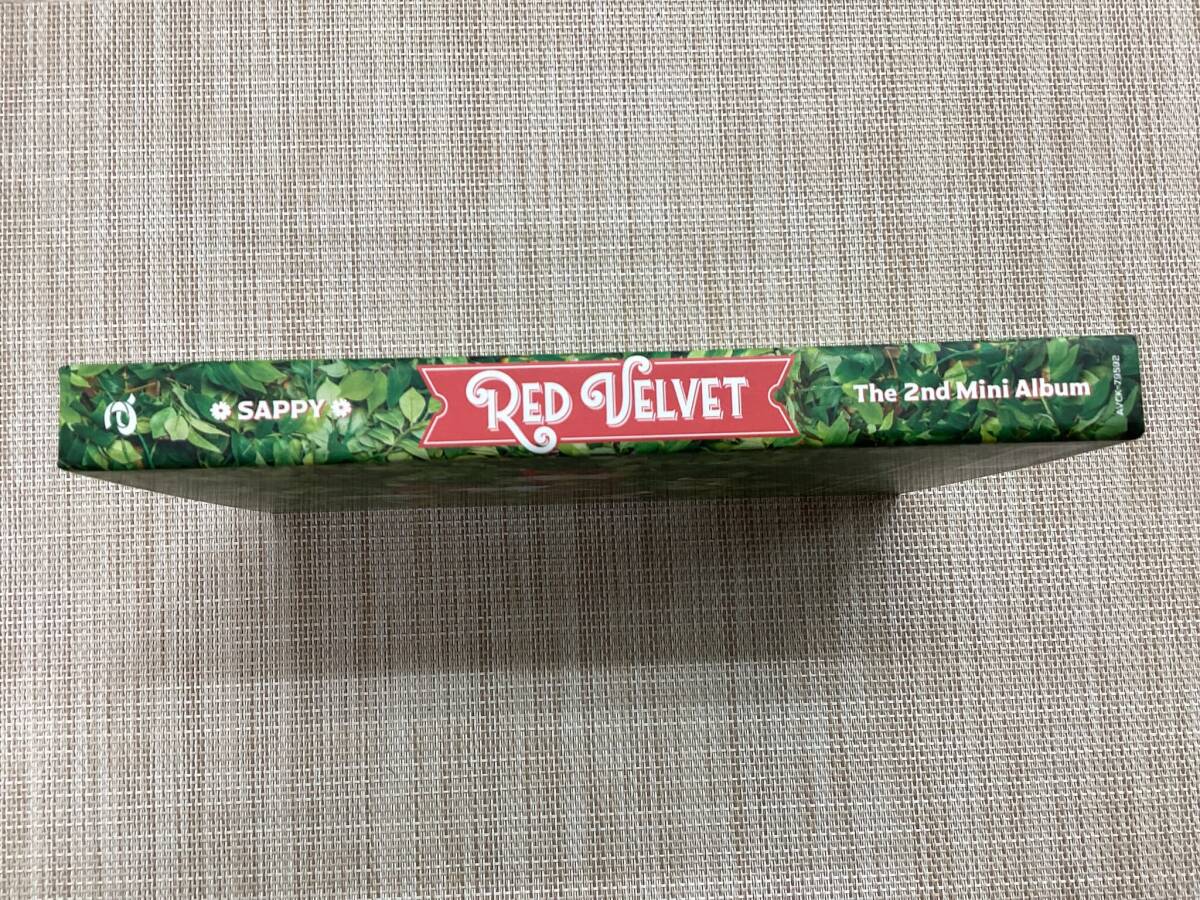 ❁ SAPPY ❁
RED VELVET
The 2nd Mini Album
AVCK-79592